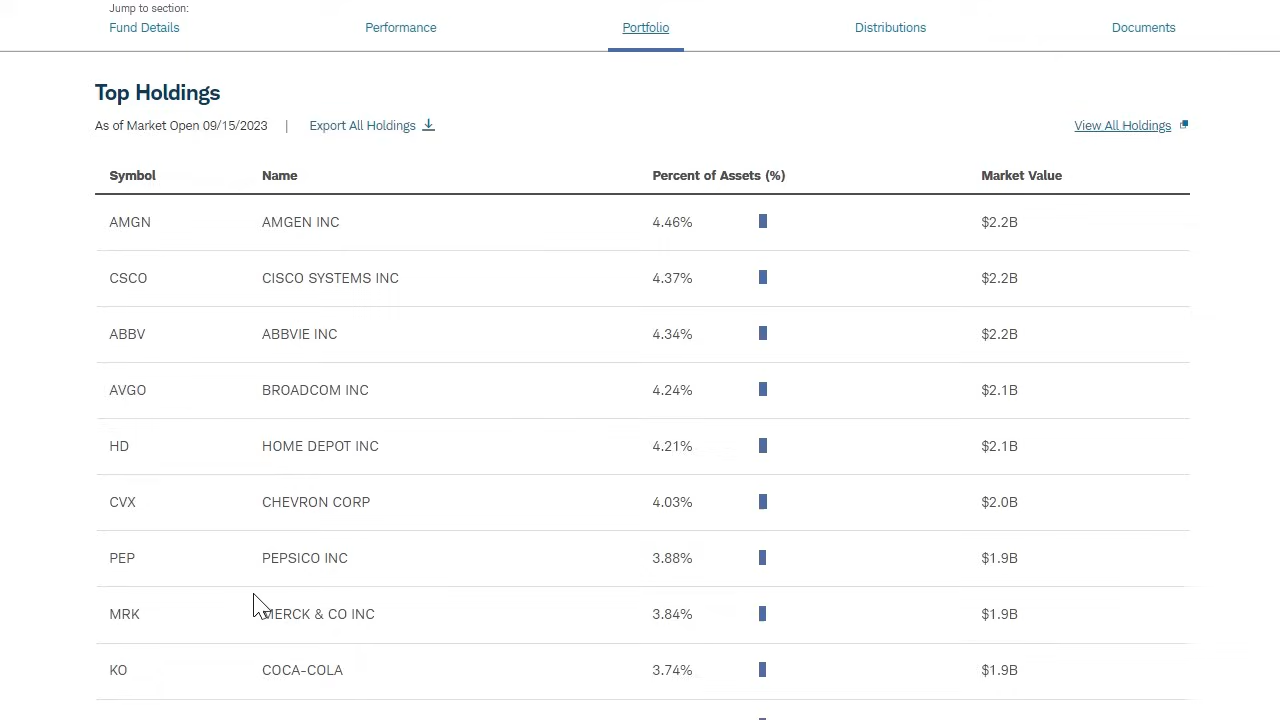 Jump to section:
Fund Details Performance Portfolio Distributions Documents
Top Holdings
As of Market Open 09/15/2023 | Export All Holdings View All Holdings
Symbol Name Percent of Assets (%) Market Value
AMGN AMGEN INC 4.46% $2.2B
CSCO CISCO SYSTEMS INC 4.37% $2.2B
ABBV ABBVIE INC 4.34% $2.2B
AVGO BROADCOM INC 4.24% $2.1B
HD HOME DEPOT INC 4.21% $2.1B
CVX CHEVRON CORP 4.03% $2.0B
PEP PEPSICO INC 3.88% $1.9B
MRK MERCK & CO INC 3.84% $1.9B
KO COCA-COLA 3.74% $1.9B